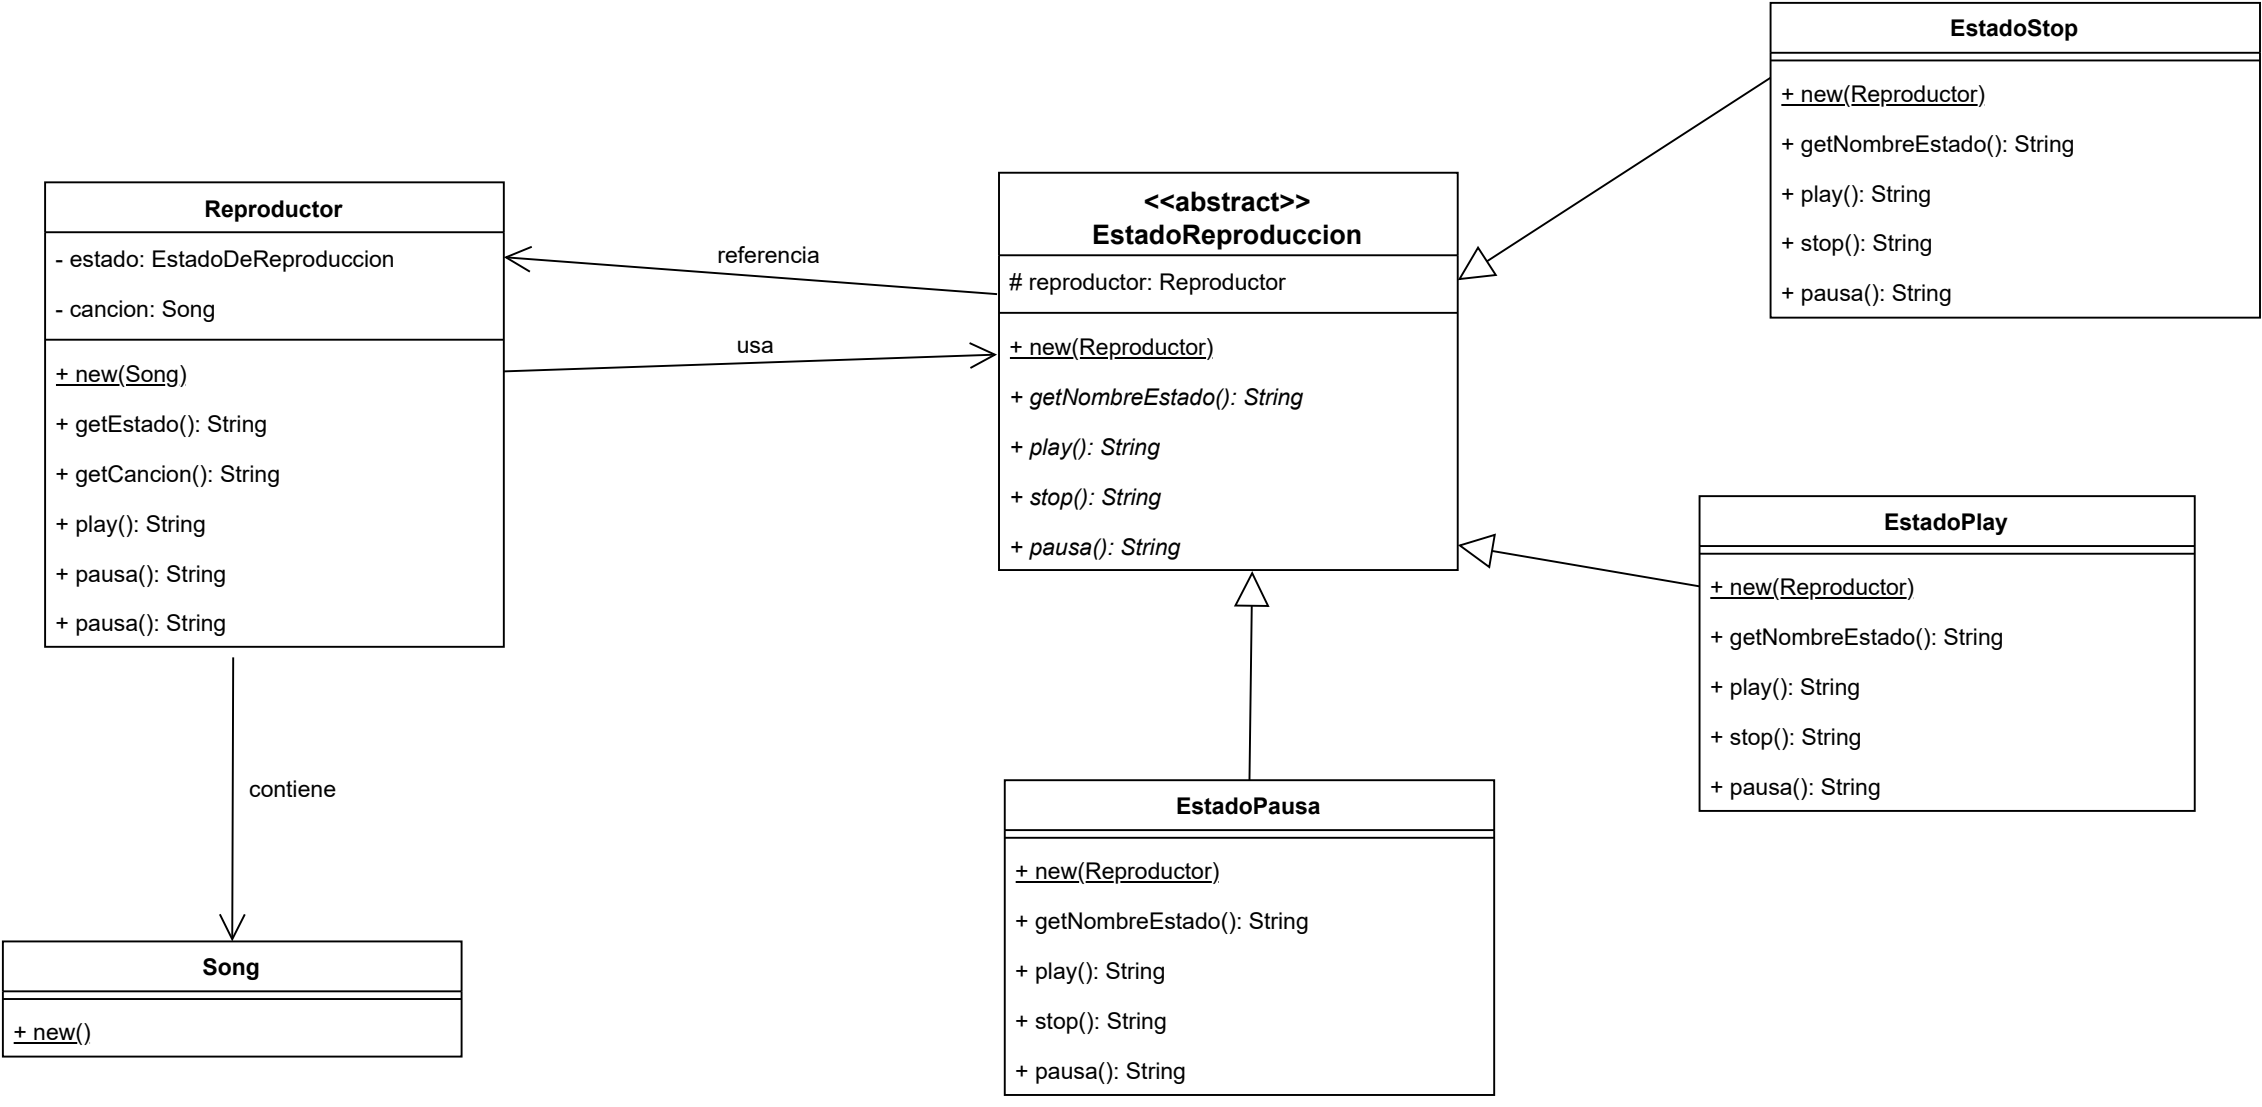 EstadoStop
+ new(Reproductor)
+ getNombreEstado(): String
+ play(): String
+ stop(): String
+ pausa(): String
Reproductor
- estado: EstadoDeReproduccion
- cancion: Song
+ new(Song)
+ getEstado(): String
+ getCancion(): String
+ play(): String
+ pausa(): String
+ pausa(): String
referencia
usa
<<abstract>>
EstadoReproduccion
# reproductor: Reproductor
+ new(Reproductor)
+ getNombreEstado(): String
+ play(): String
+ stop(): String
+ pausa(): String
EstadoPlay
+ new(Reproductor)
+ getNombreEstado(): String
+ play(): String
+ stop(): String
+ pausa(): String
contiene
EstadoPausa
+ new(Reproductor)
+ getNombreEstado(): String
+ play(): String
+ stop(): String
+ pausa(): String
Song
+ new()